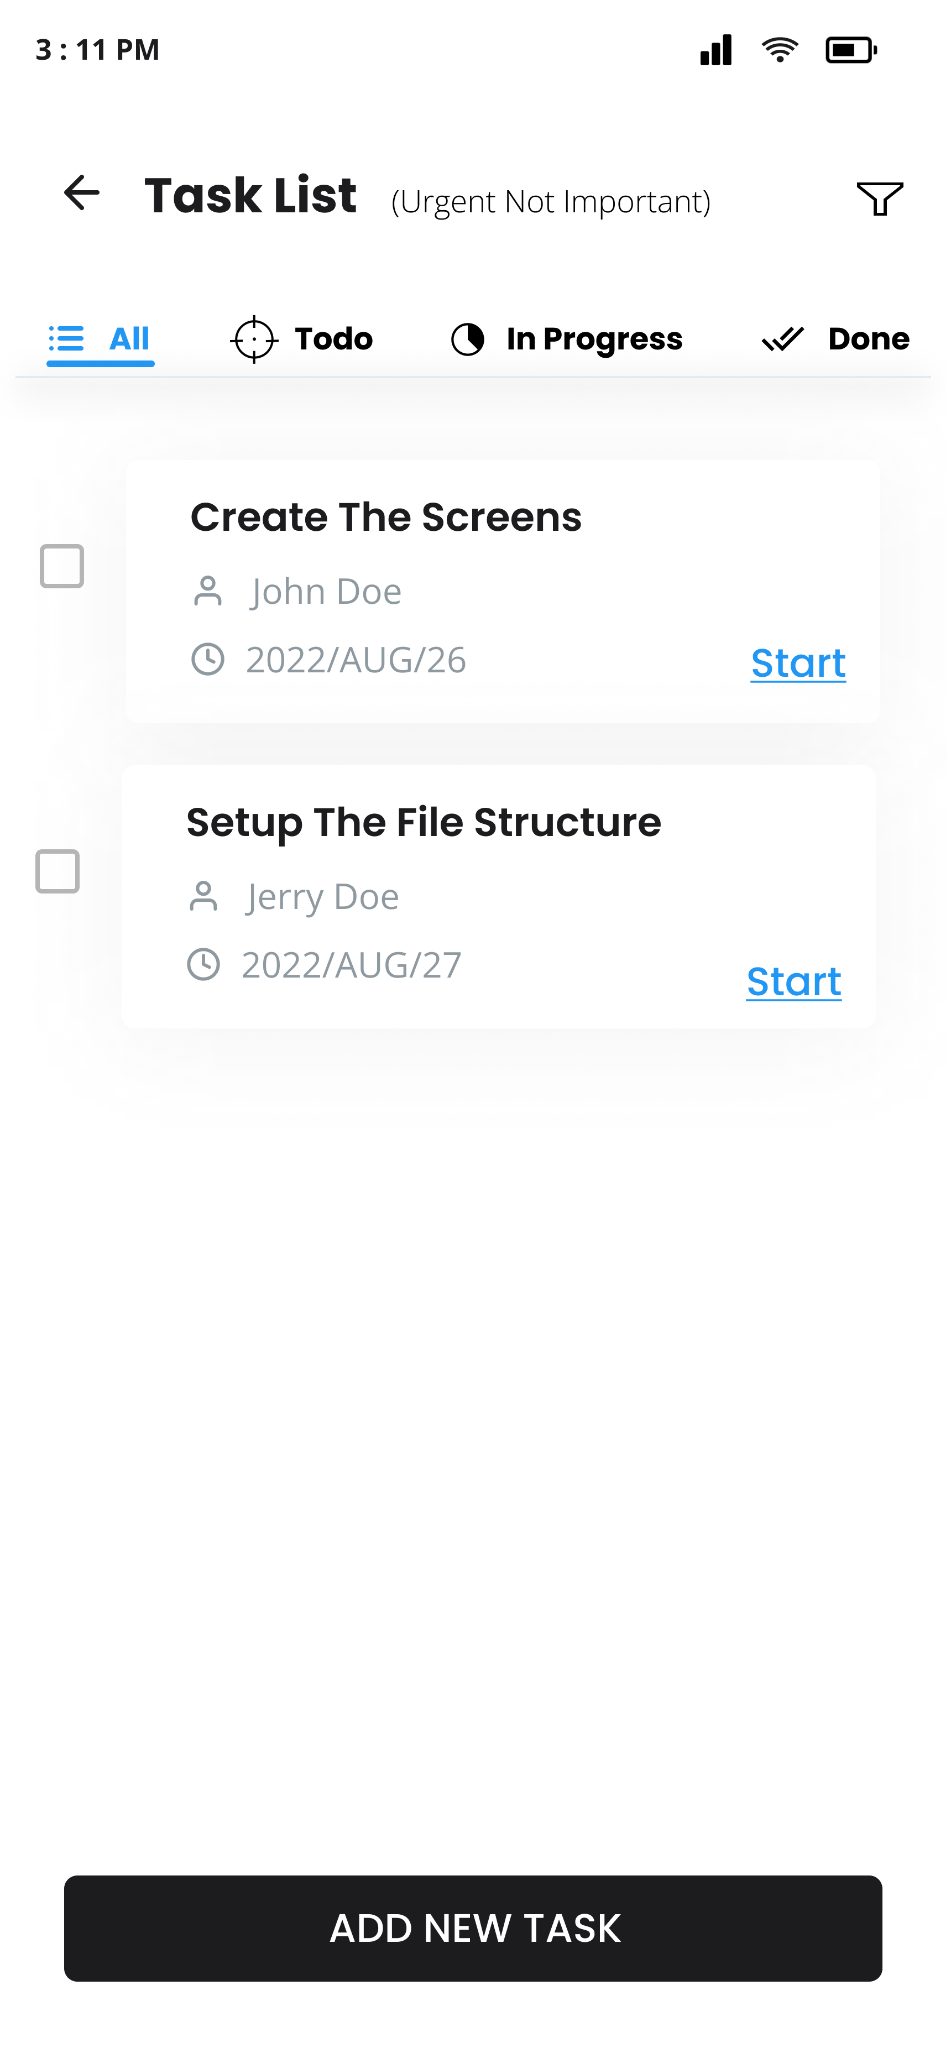 3 : 11 PM
Task List (Urgent Not Important)
All Todo In Progress Done
Create The Screens
John Doe
2022/AUG/26
Start
Setup The File Structure
Jerry Doe
2022/AUG/27
Start
ADD NEW TASK